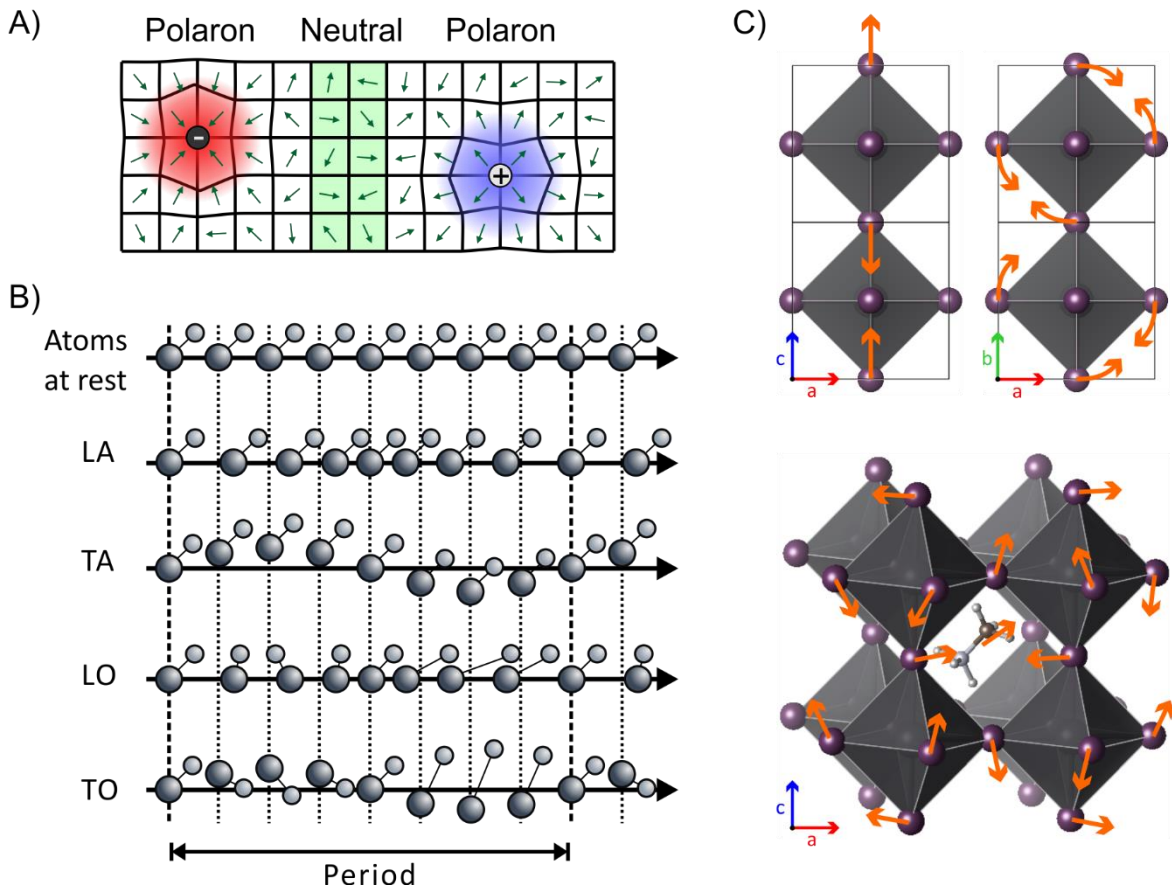 A)
Polaron Neutral Polaron
-
+
B)
Atoms
at rest
LA
TA
LO
TO
Period
C)
c
a
b
a
c
a